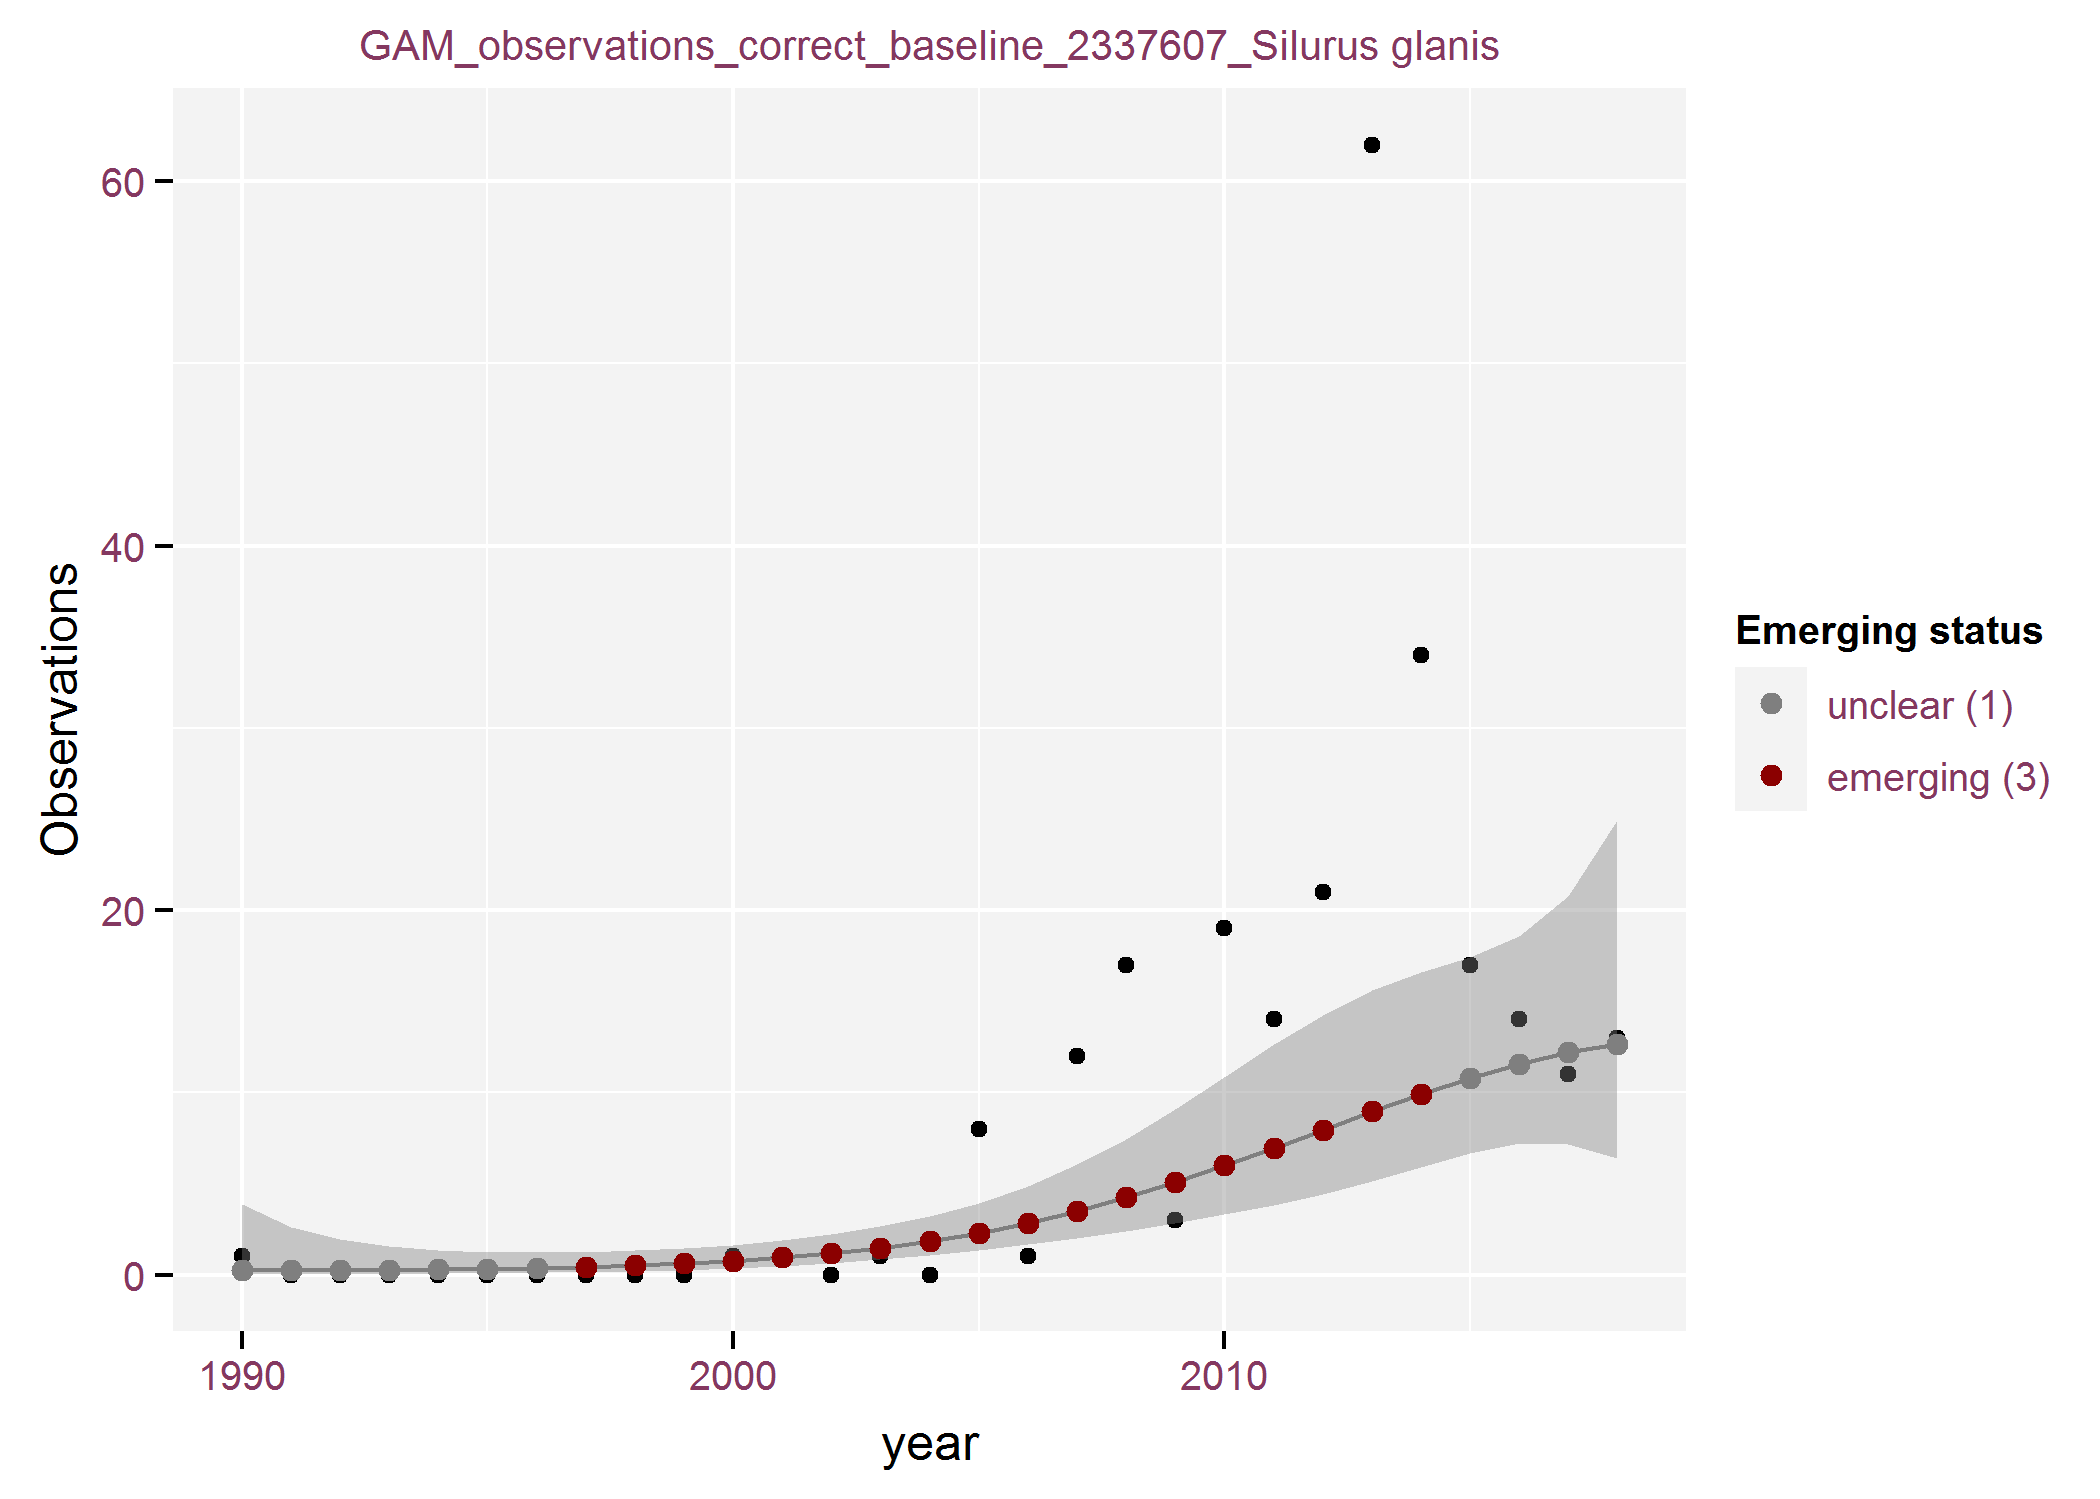 GAM_observations_correct_baseline_2337607_Silurus glanis
60
40
20
0
Observations
1990
2000
2010
year
Emerging status
unclear (1)
emerging (3)